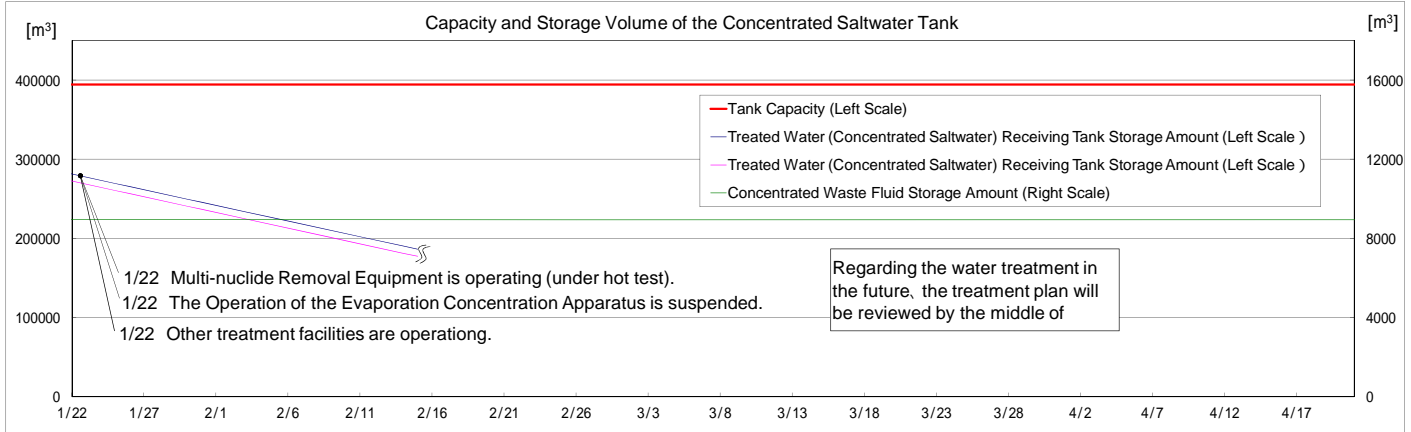 Capacity and Storage Volume of the Concentrated Saltwater Tank
[m³]
[m³]
400000
300000
200000
100000
0
16000
12000
8000
4000
0
Tank Capacity (Left Scale)
Treated Water (Concentrated Saltwater) Receiving Tank Storage Amount (Left Scale )
Treated Water (Concentrated Saltwater) Receiving Tank Storage Amount (Left Scale )
Concentrated Waste Fluid Storage Amount (Right Scale)
1/22 Multi-nuclide Removal Equipment is operating (under hot test).
1/22 The Operation of the Evaporation Concentration Apparatus is suspended.
1/22 Other treatment facilities are operationg.
Regarding the water treatment in
the future、the treatment plan will
be reviewed by the middle of
1/22 1/27 2/1 2/6 2/11 2/16 2/21 2/26 3/3 3/8 3/13 3/18 3/23 3/28 4/2 4/7 4/12 4/17